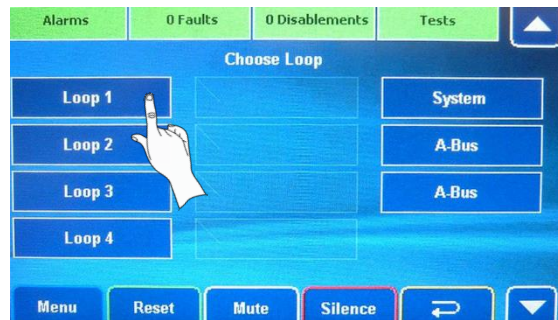 Alarms 0 Faults 0 Disablements Tests
Choose Loop
Loop 1 System
Loop 2 A-Bus
Loop 3 A-Bus
Loop 4
Menu Reset Mute Silence